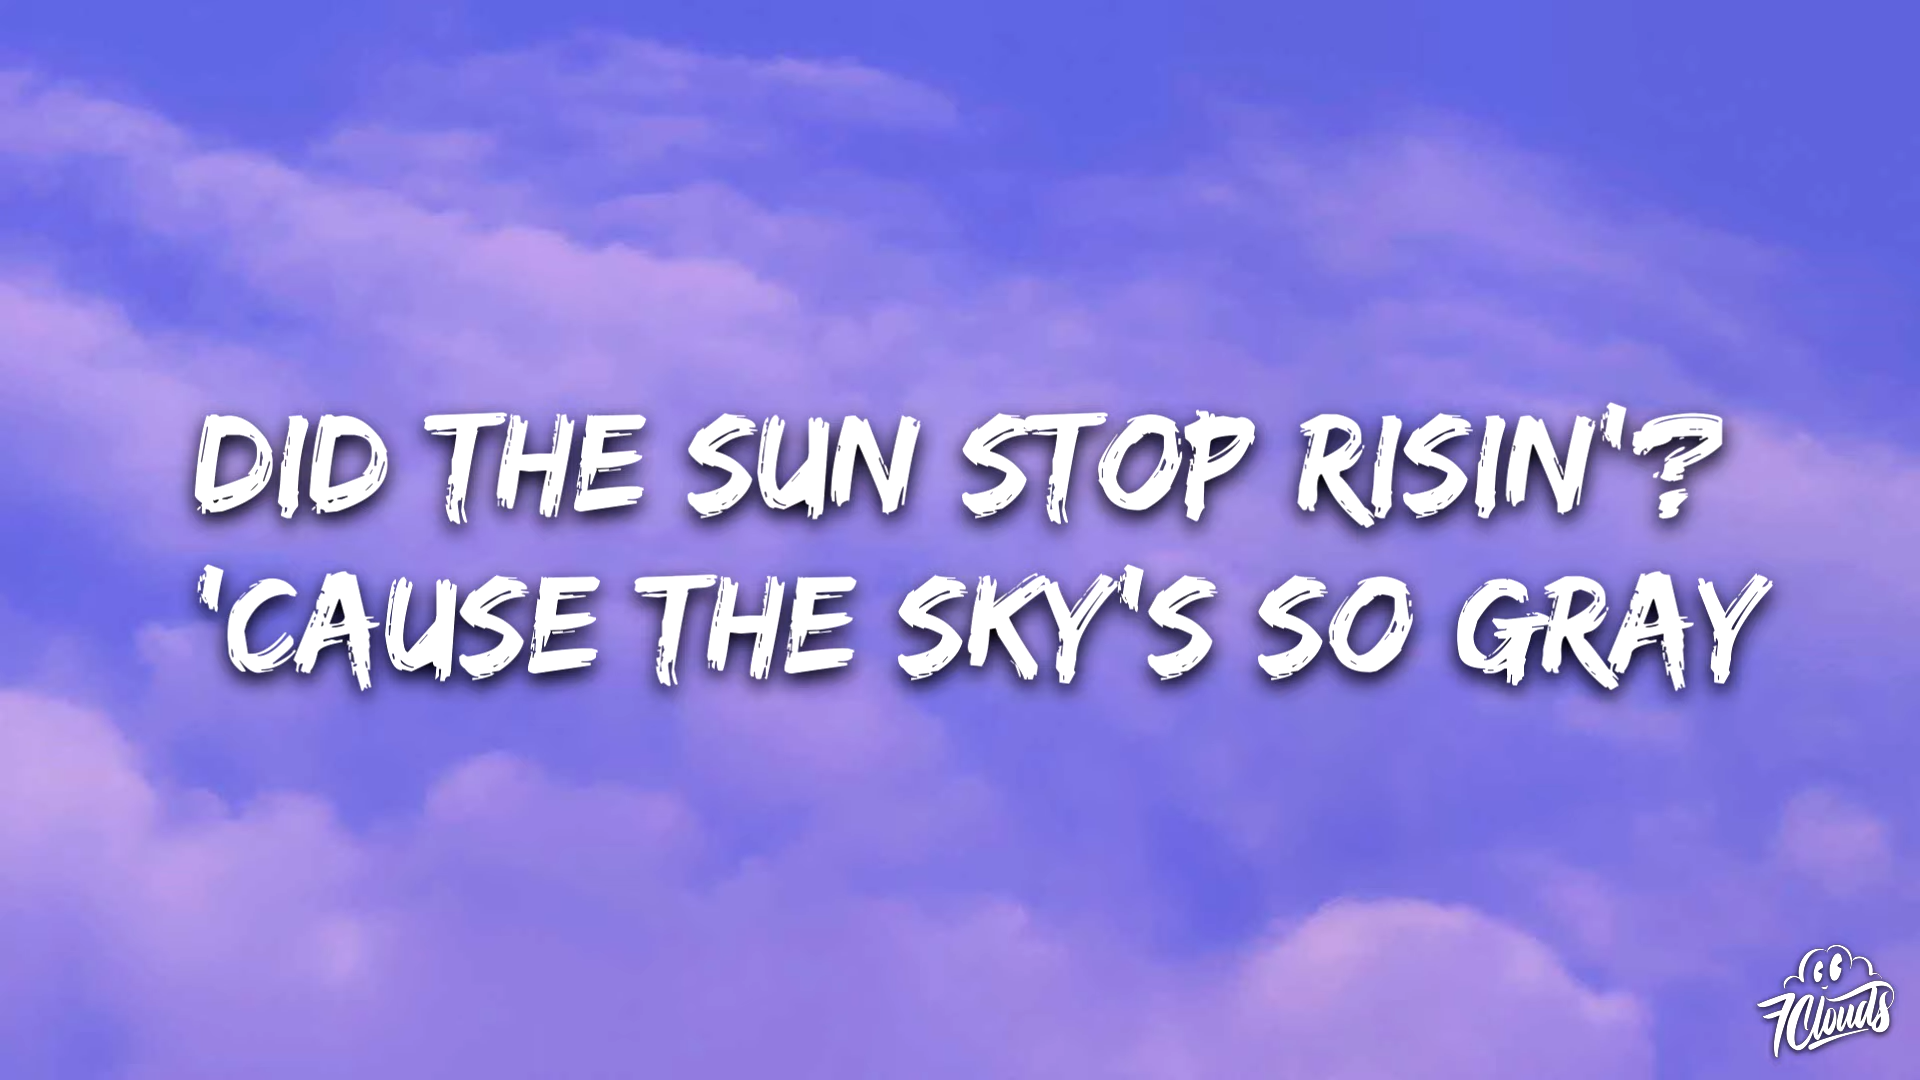 DID THE SUN STOP RISIN'?
'CAUSE THE SKY'S SO GRAY
7Clouds